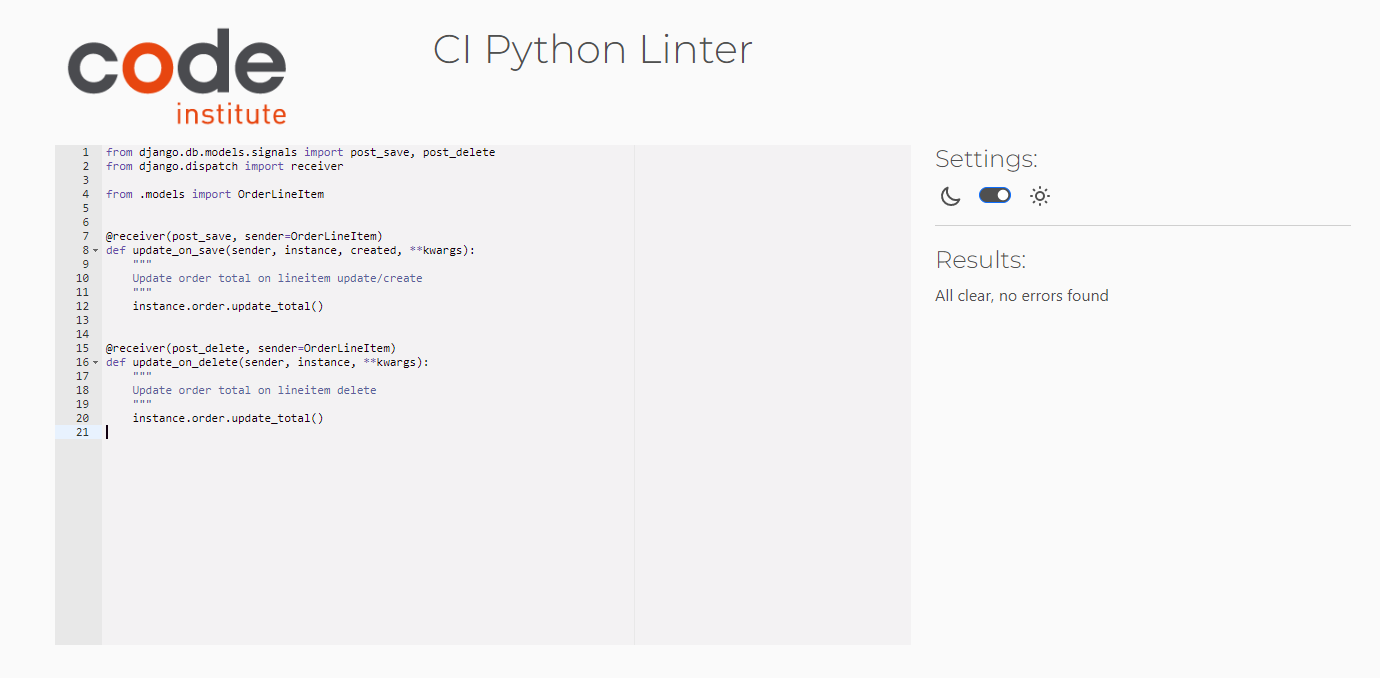 code
institute
CI Python Linter
1 from django.db.models.signals import post_save, post_delete
2 from django.dispatch import receiver
3
4 from .models import OrderLineItem
5
6
7 @receiver(post_save, sender=OrderLineItem)
8 def update_on_save(sender, instance, created, **kwargs):
9     """
10     Update order total on lineitem update/create
11     """
12     instance.order.update_total()
13
14
15 @receiver(post_delete, sender=OrderLineItem)
16 def update_on_delete(sender, instance, **kwargs):
17     """
18     Update order total on lineitem delete
19     """
20     instance.order.update_total()
21
Settings:
Results:
All clear, no errors found